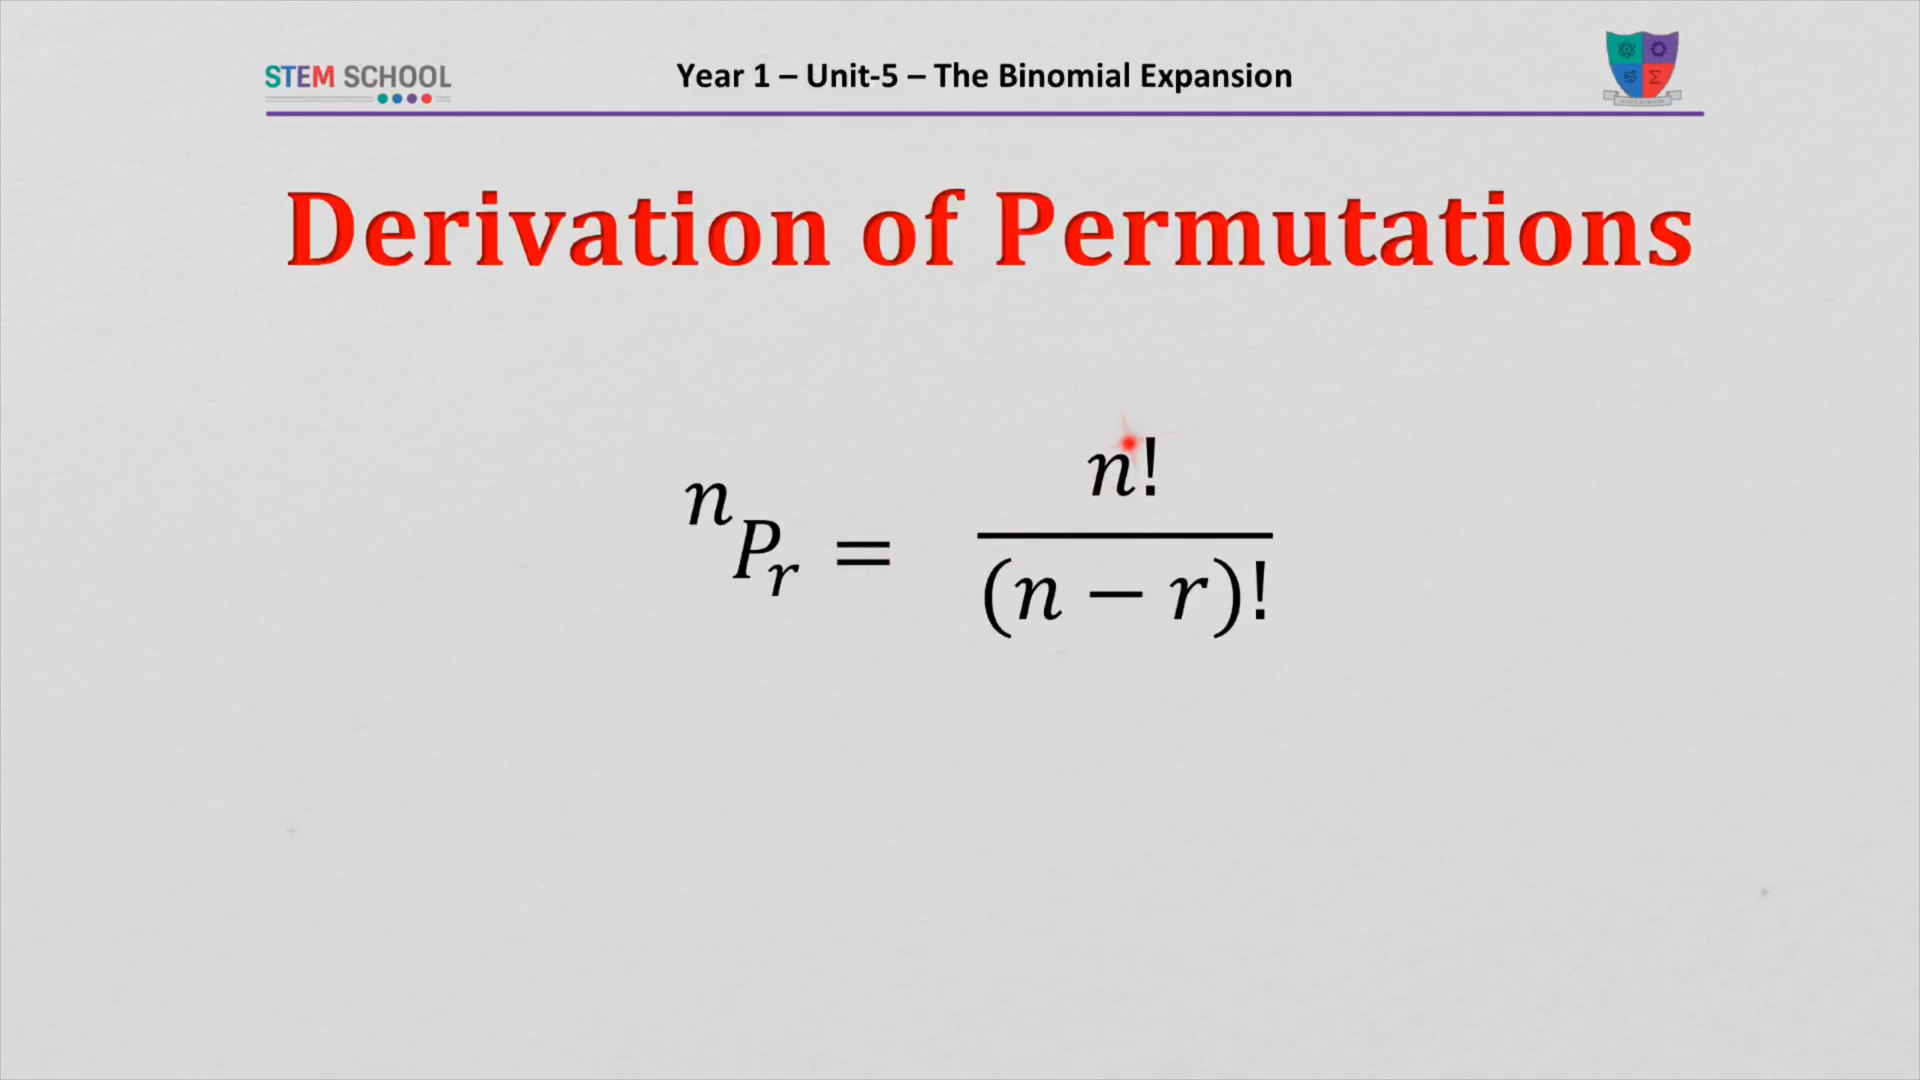 STEM SCHOOL
Year 1 – Unit-5 – The Binomial Expansion
Derivation of Permutations
ⁿPᵣ = n! / (n − r)!